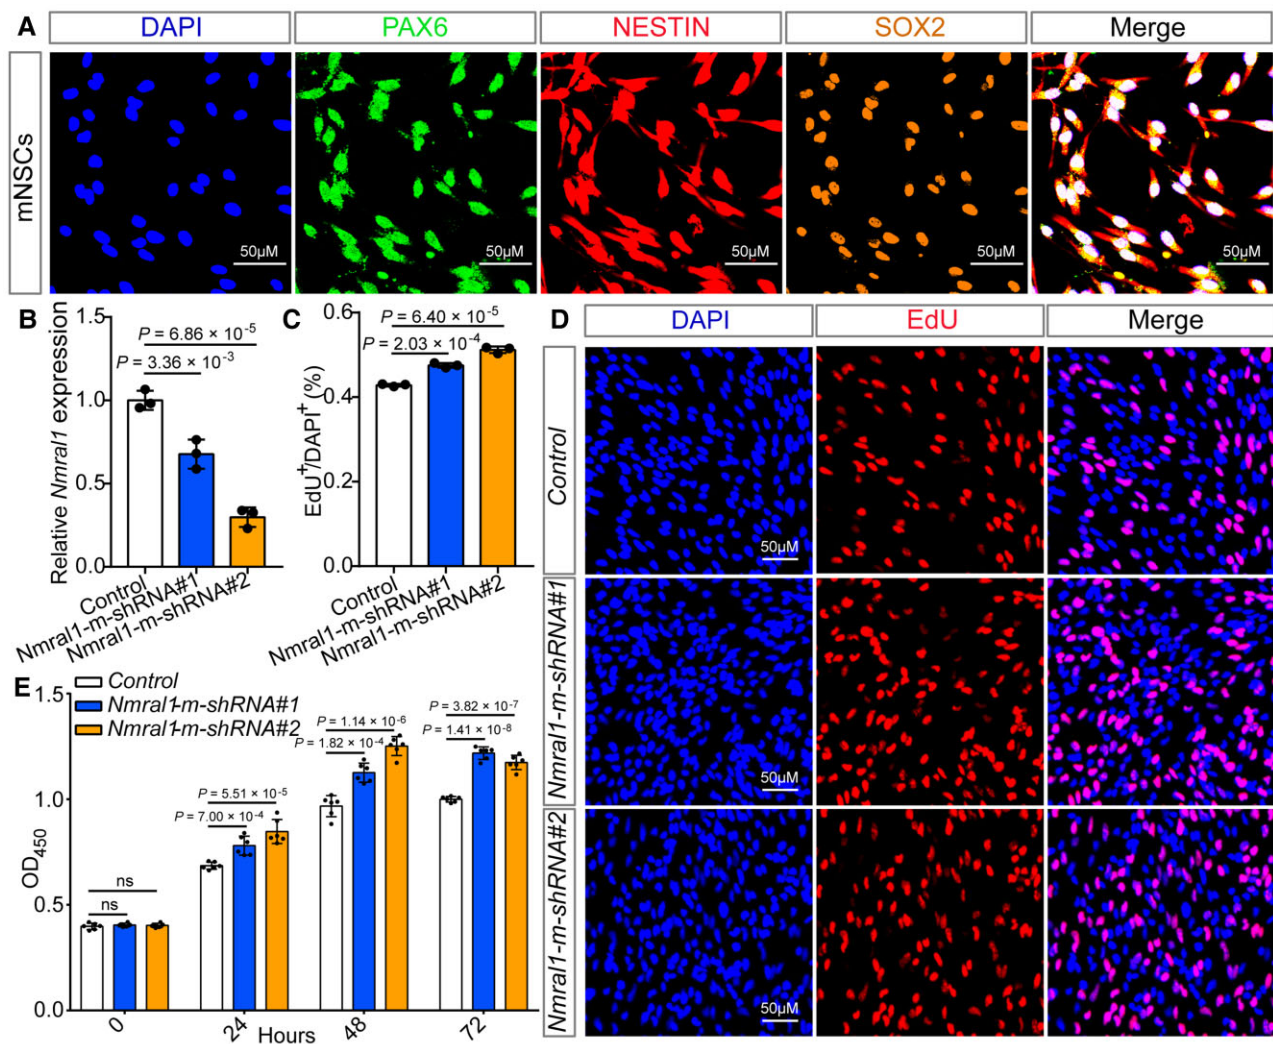 A
DAPI
PAX6
NESTIN
SOX2
Merge
mNSCs
50μM
50μM
50μM
50μM
50μM
B
Relative Nmral1 expression
1.5
1.0
0.5
0.0
P = 6.86 × 10⁻⁵
P = 3.36 × 10⁻³
Control
Nmral1-m-shRNA#1
Nmral1-m-shRNA#2
C
EdU⁺/DAPI⁺ (%)
0.6
0.4
0.2
0.0
P = 6.40 × 10⁻⁵
P = 2.03 × 10⁻⁴
Control
Nmral1-m-shRNA#1
Nmral1-m-shRNA#2
D
DAPI
EdU
Merge
Control
50μM
Nmral1-m-shRNA#1
50μM
Nmral1-m-shRNA#2
50μM
E
Control
Nmral1-m-shRNA#1
Nmral1-m-shRNA#2
OD₄₅₀
1.5
1.0
0.5
0.0
ns
ns
P = 5.51 × 10⁻⁵
P = 7.00 × 10⁻⁴
P = 1.14 × 10⁻⁶
P = 1.82 × 10⁻⁴
P = 3.82 × 10⁻⁷
P = 1.41 × 10⁻⁸
0
24
48
72
Hours